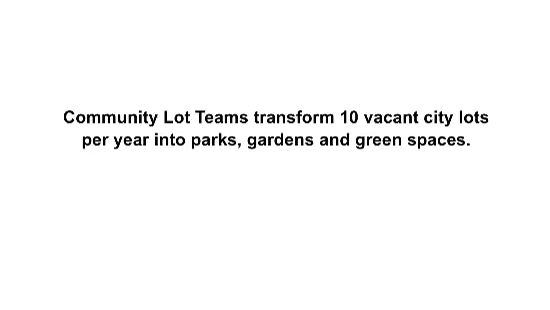 Community Lot Teams transform 10 vacant city lots
per year into parks, gardens and green spaces.